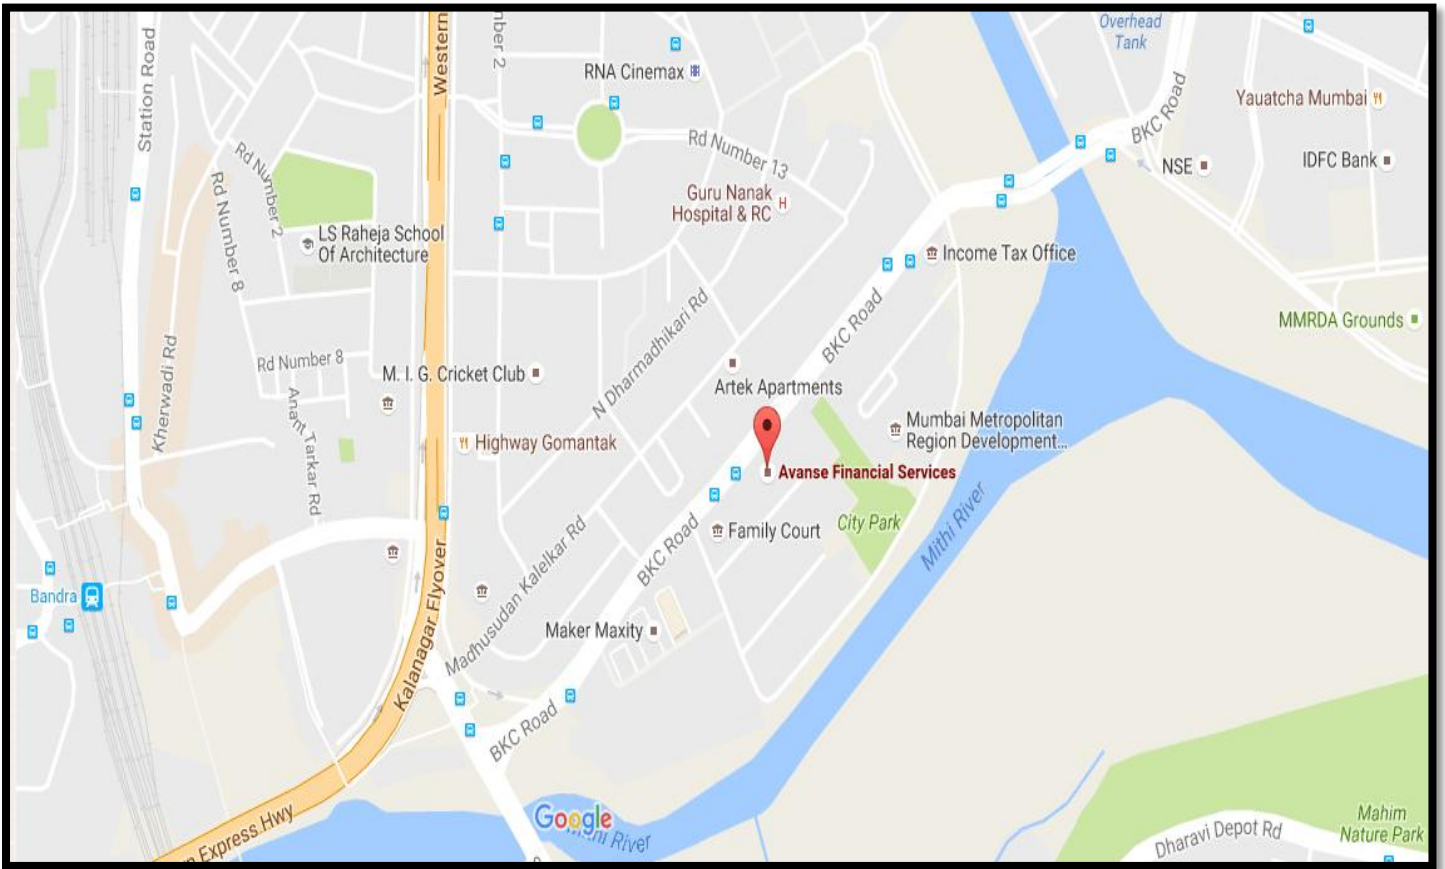 Station Road
Western
mber 2
Overhead
Tank
RNA Cinemax
Yauatcha Mumbai
BKC Road
Rd Number 13
Rd Number 2
Rd Number 8
NSE
IDFC Bank
Guru Nanak
Hospital & RC
LS Raheja School
Of Architecture
Income Tax Office
N Dharmadhikari Rd
BKC Road
MMRDA Grounds
Rd Number 8
Kherwadi Rd
M. I. G. Cricket Club
Artek Apartments
Anant Tarkar Rd
Highway Gomantak
Mumbai Metropolitan
Region Development...
Avanse Financial Services
City Park
Family Court
BKC Road
Mithi River
Madhusudan Kalelkar Rd
Kalanagar Flyover
Bandra
Maker Maxity
BKC Road
Google
Mithi River
n Express Hwy
Dharavi Depot Rd
Mahim
Nature Park